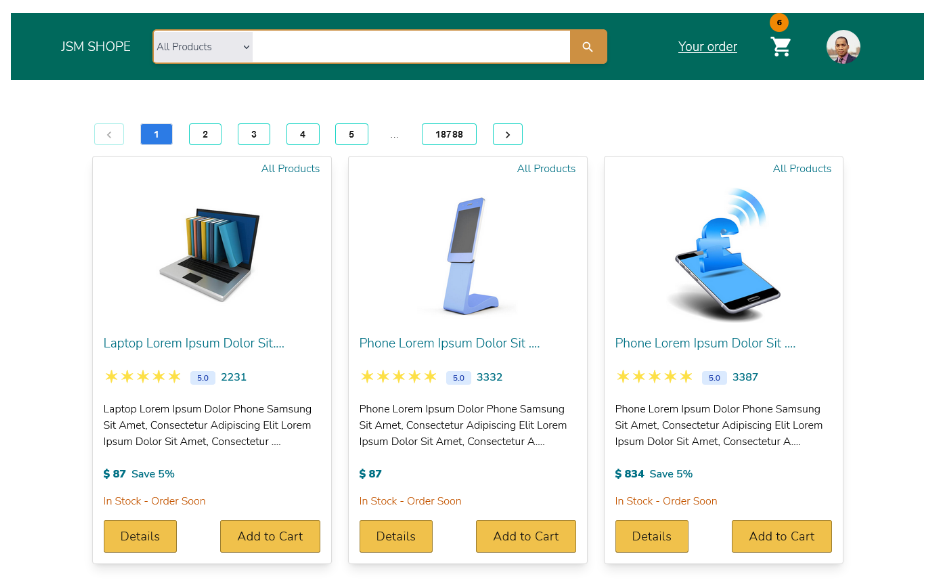 6
JSM SHOPE
All Products
Your order
1 2 3 4 5 ... 18788
All Products
Laptop Lorem Ipsum Dolor Sit....
5.0 2231
Laptop Lorem Ipsum Dolor Phone Samsung
Sit Amet, Consectetur Adipiscing Elit Lorem
Ipsum Dolor Sit Amet, Consectetur ....
$ 87 Save 5%
In Stock - Order Soon
Details
Add to Cart
All Products
Phone Lorem Ipsum Dolor Sit ....
5.0 3332
Phone Lorem Ipsum Dolor Phone Samsung
Sit Amet, Consectetur Adipiscing Elit Lorem
Ipsum Dolor Sit Amet, Consectetur A....
$ 87
In Stock - Order Soon
Details
Add to Cart
All Products
Phone Lorem Ipsum Dolor Sit ....
5.0 3387
Phone Lorem Ipsum Dolor Phone Samsung
Sit Amet, Consectetur Adipiscing Elit Lorem
Ipsum Dolor Sit Amet, Consectetur A....
$ 834 Save 5%
In Stock - Order Soon
Details
Add to Cart